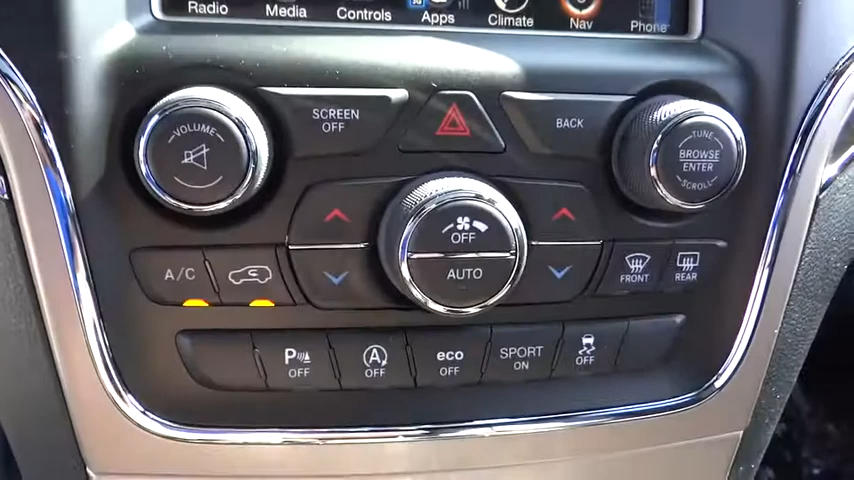 Radio Media Controls Apps Climate Nav Phone
VOLUME
SCREEN
OFF
BACK
TUNE
BROWSE
ENTER
SCROLL
OFF
AUTO
A/C
FRONT
REAR
P OFF
A OFF
eco OFF
SPORT ON
OFF